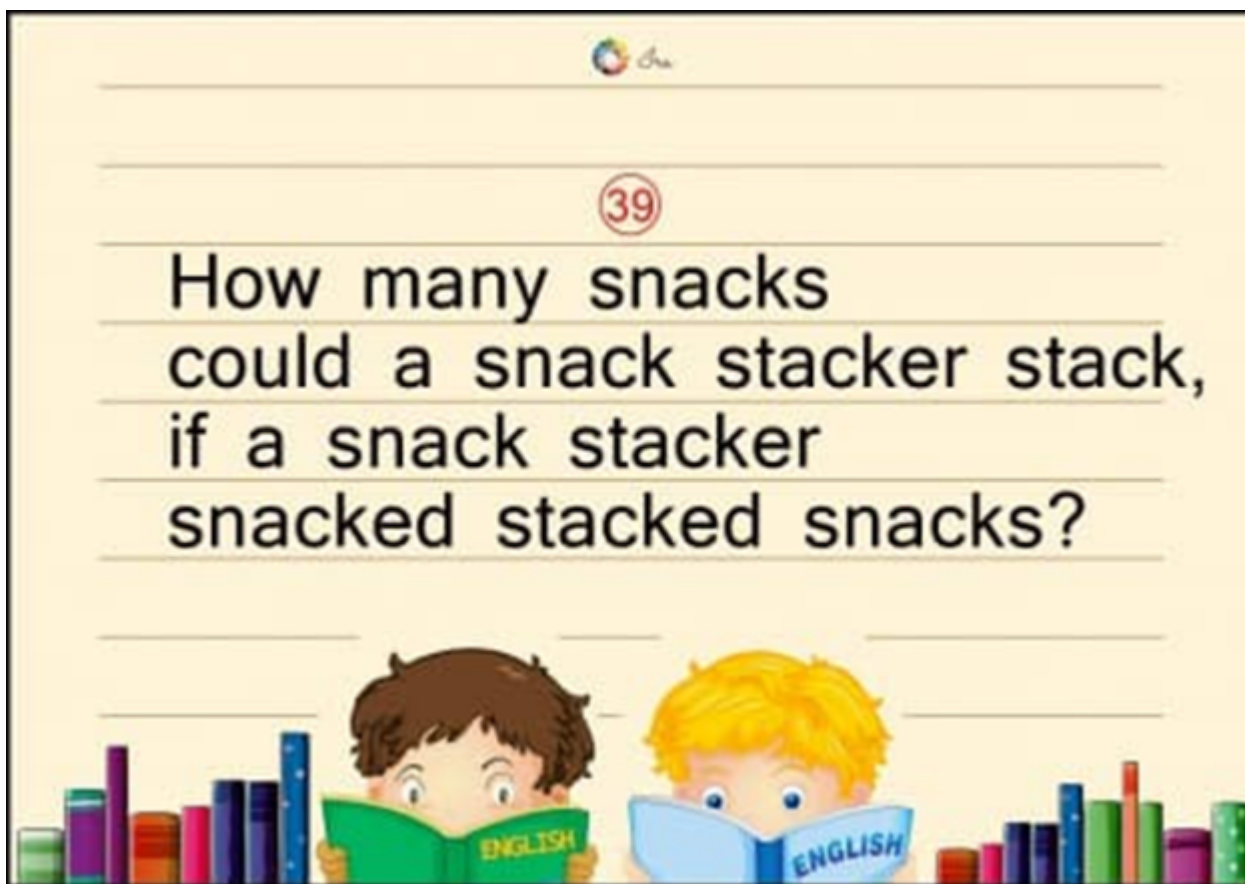 39
How many snacks
could a snack stacker stack,
if a snack stacker
snacked stacked snacks?
ENGLISH
ENGLISH